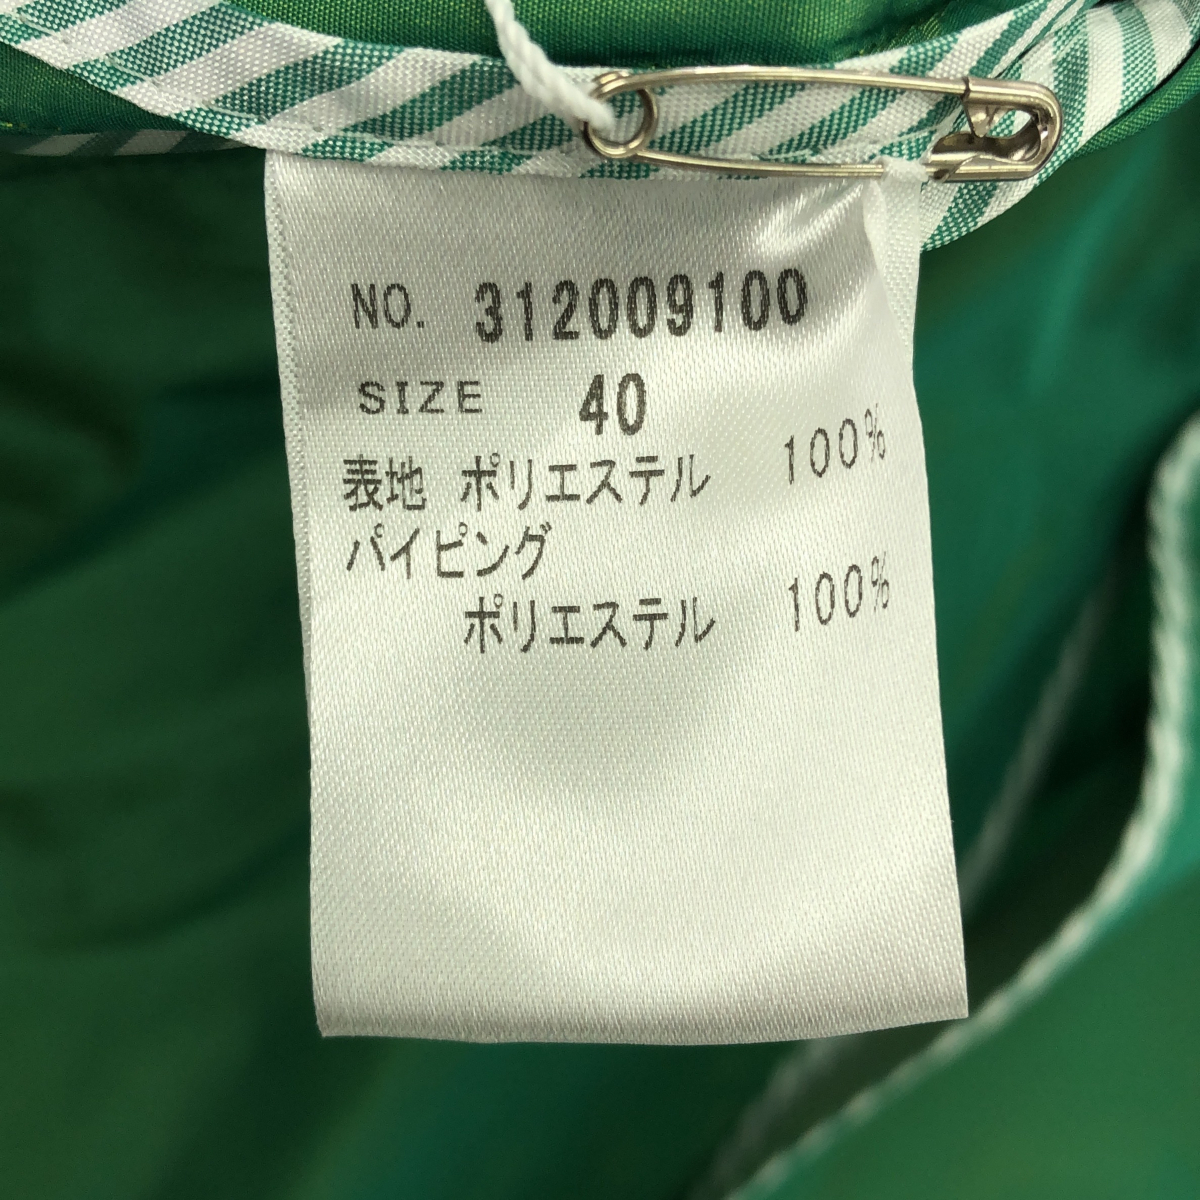 NO. 312009100
SIZE 40
表地 ポリエステル 100%
パイピング
ポリエステル 100%